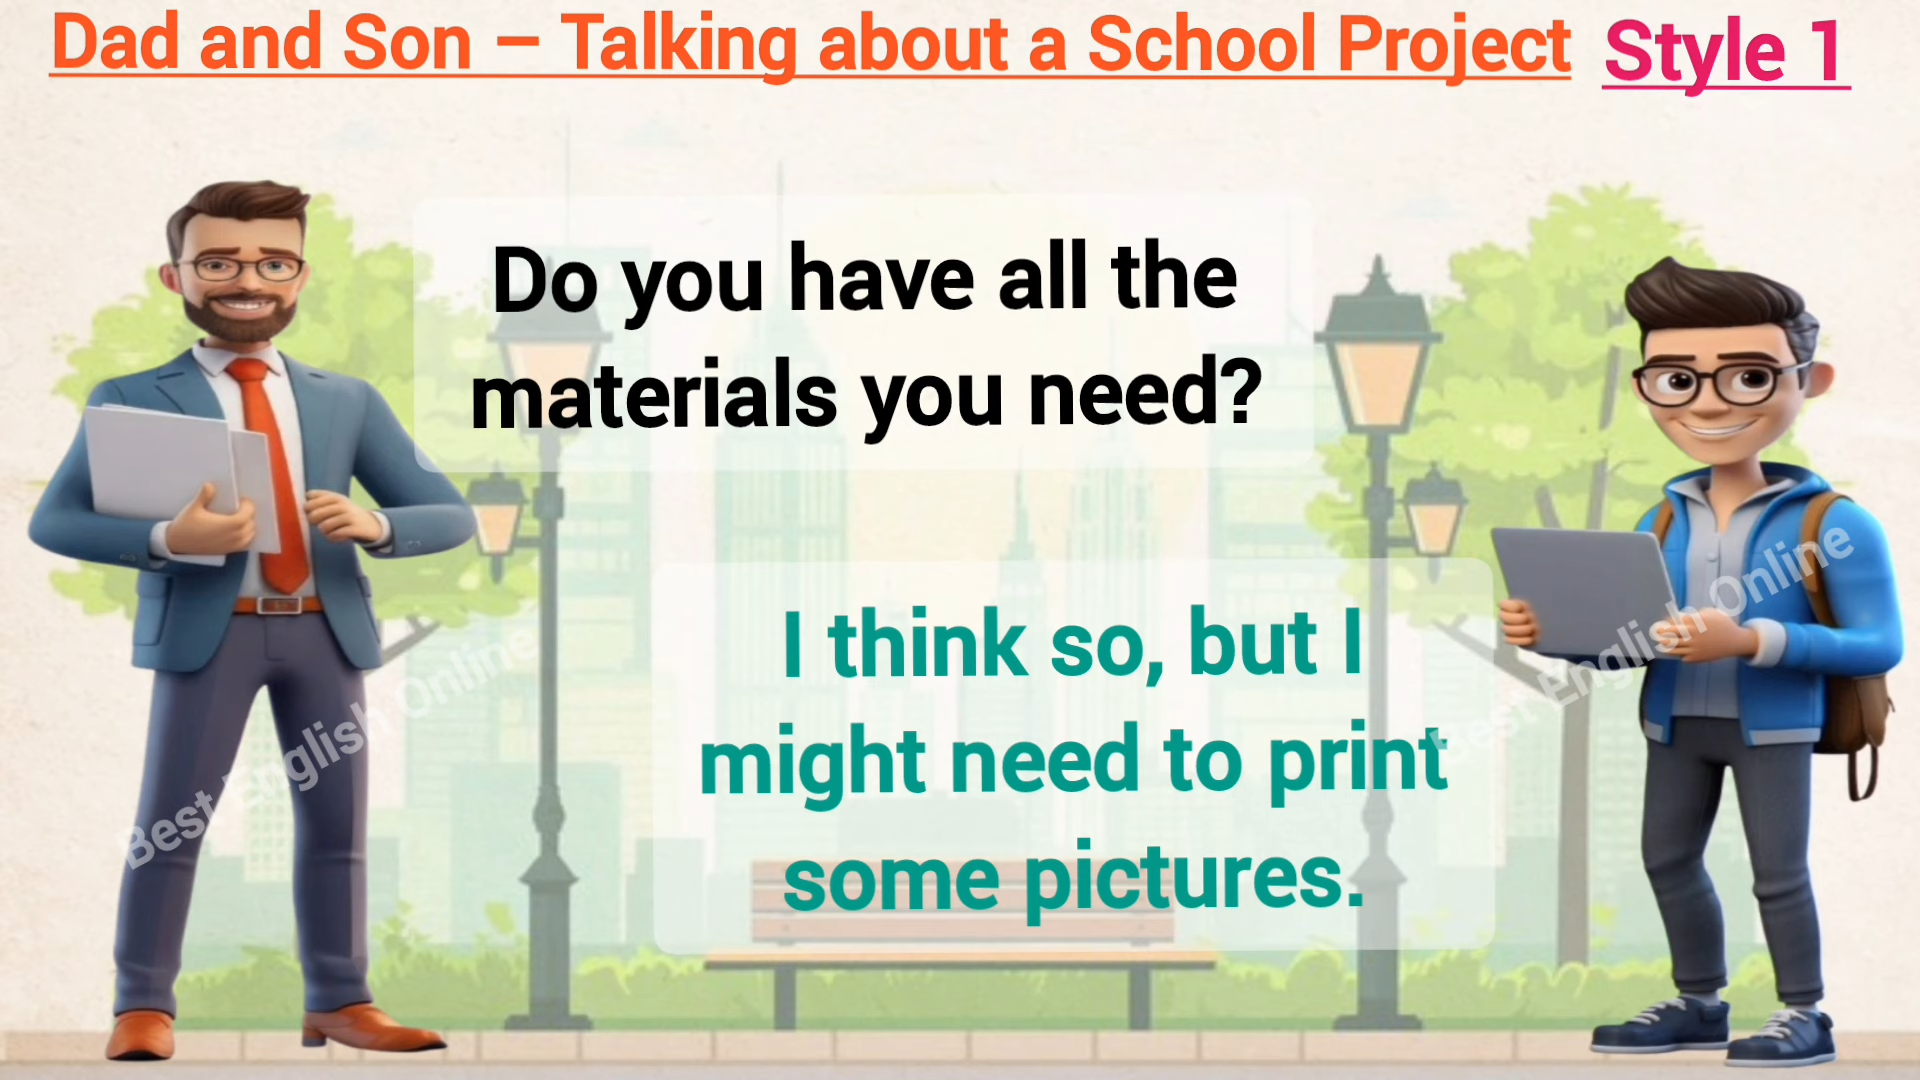 Dad and Son – Talking about a School Project Style 1
Do you have all the
materials you need?
I think so, but I
might need to print
some pictures.
Best English Online
Best English Online